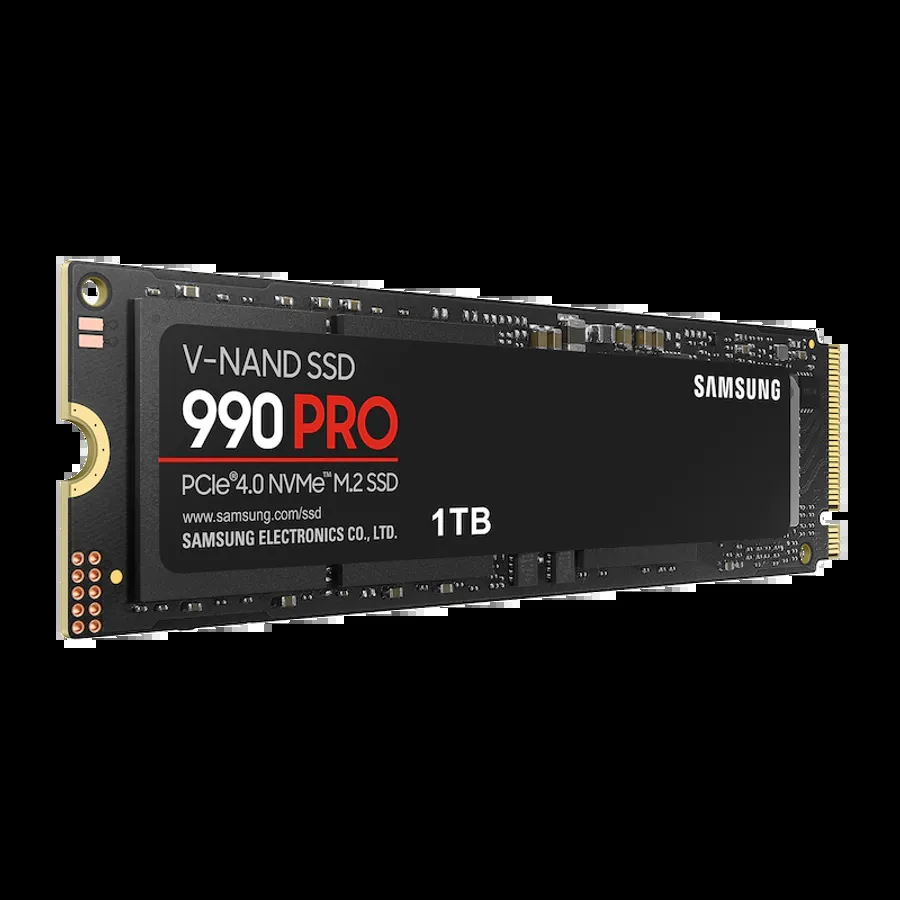 V-NAND SSD
990 PRO
PCIe®4.0 NVMe™ M.2 SSD
www.samsung.com/ssd
SAMSUNG ELECTRONICS CO., LTD.
1TB
SAMSUNG